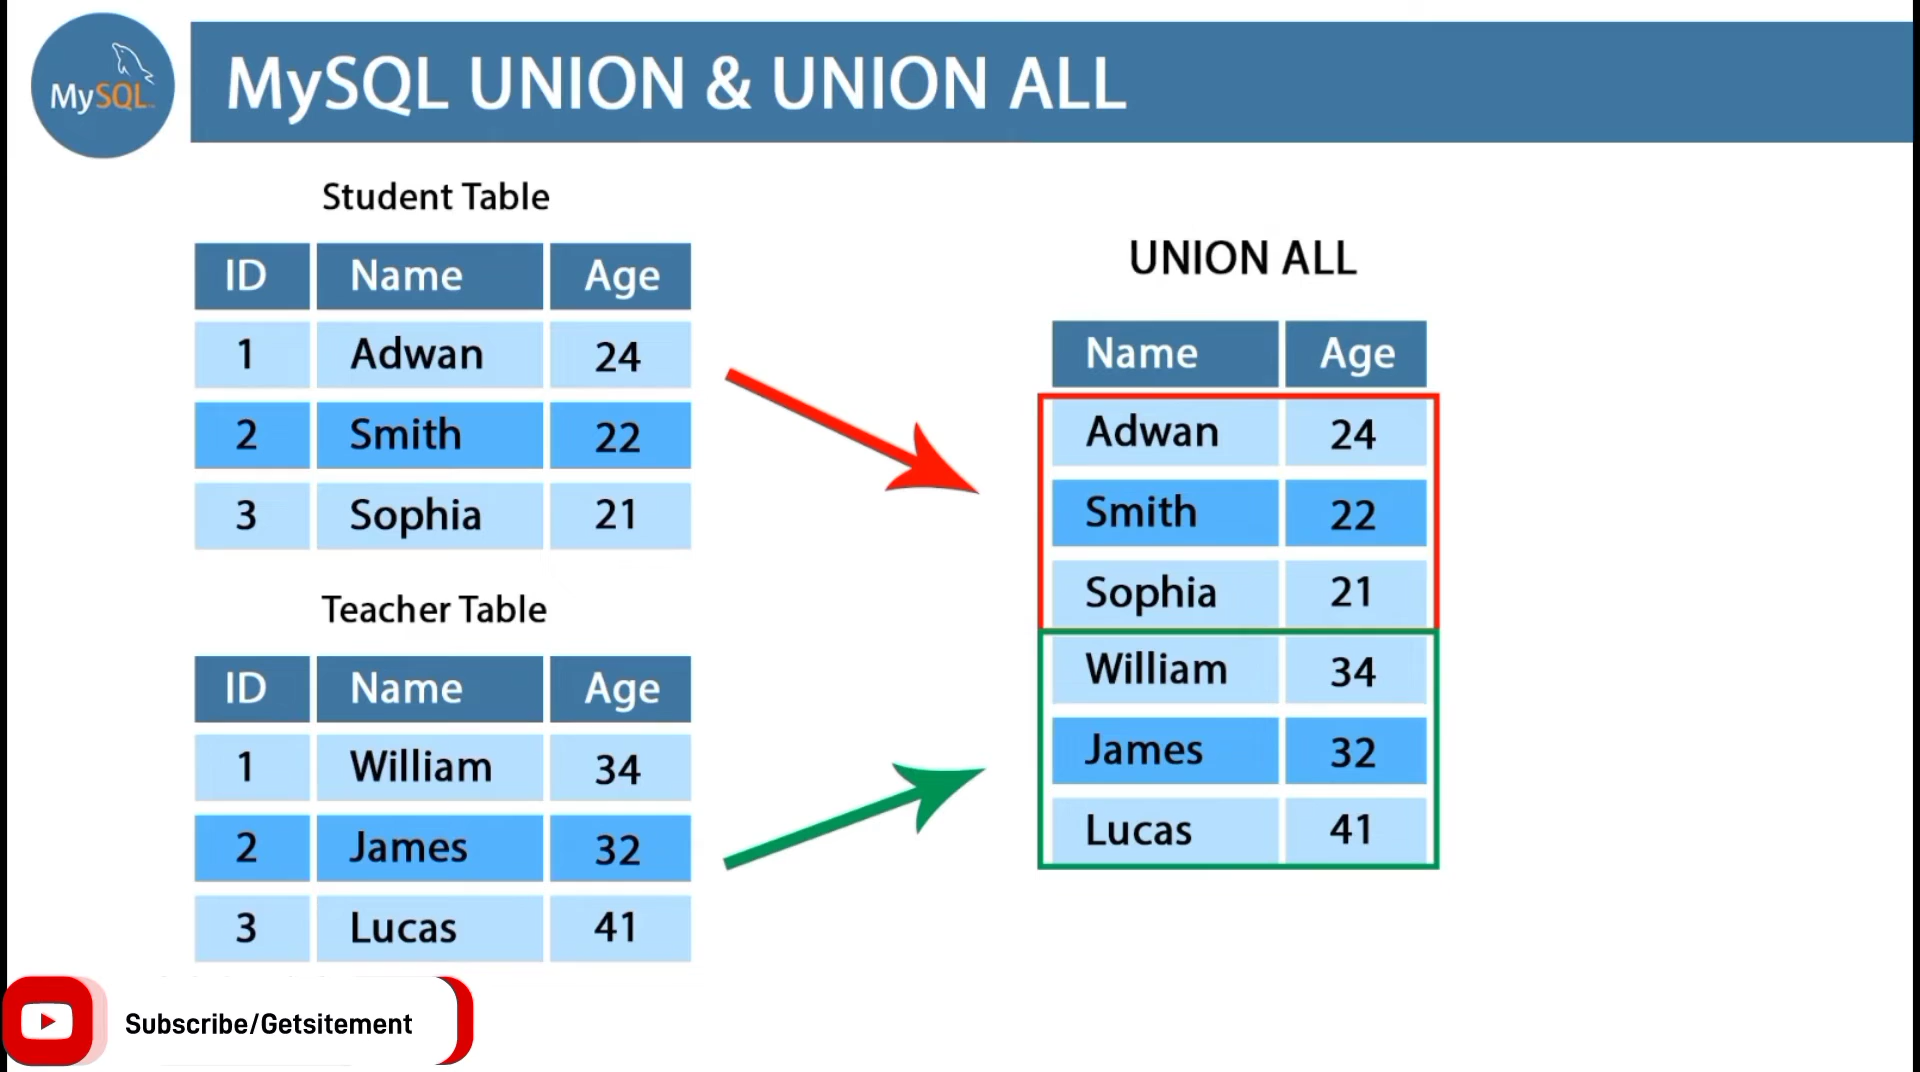 MySQL
MySQL UNION & UNION ALL
Student Table
ID Name Age
1 Adwan 24
2 Smith 22
3 Sophia 21
Teacher Table
ID Name Age
1 William 34
2 James 32
3 Lucas 41
UNION ALL
Name Age
Adwan 24
Smith 22
Sophia 21
William 34
James 32
Lucas 41
Subscribe/Getsitement